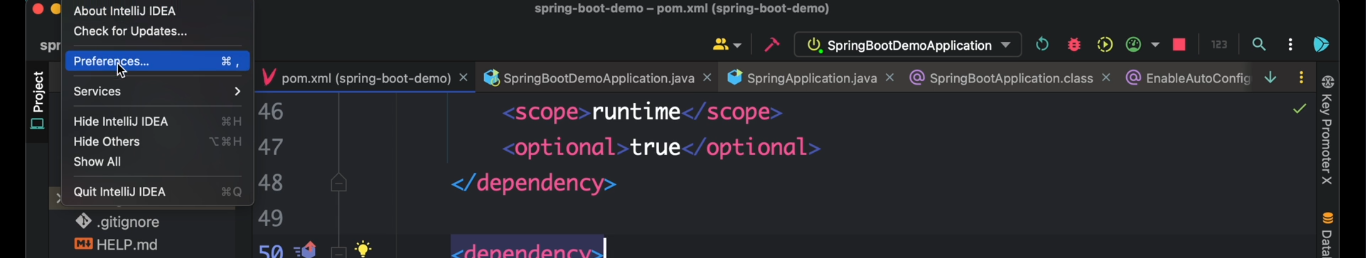 About IntelliJ IDEA
spring-boot-demo – pom.xml (spring-boot-demo)
Check for Updates...
spr
SpringBootDemoApplication
123
Preferences... ⌘ ,
Project
pom.xml (spring-boot-demo) × SpringBootDemoApplication.java × SpringApplication.java × SpringBootApplication.class × EnableAutoConfig
Services
Hide IntelliJ IDEA ⌘H
Hide Others ⌥⌘H
Show All
Quit IntelliJ IDEA ⌘Q
.gitignore
HELP.md
46 <scope>runtime</scope>
47 <optional>true</optional>
48 </dependency>
49
50 <dependency>
Key Promoter X
Datab